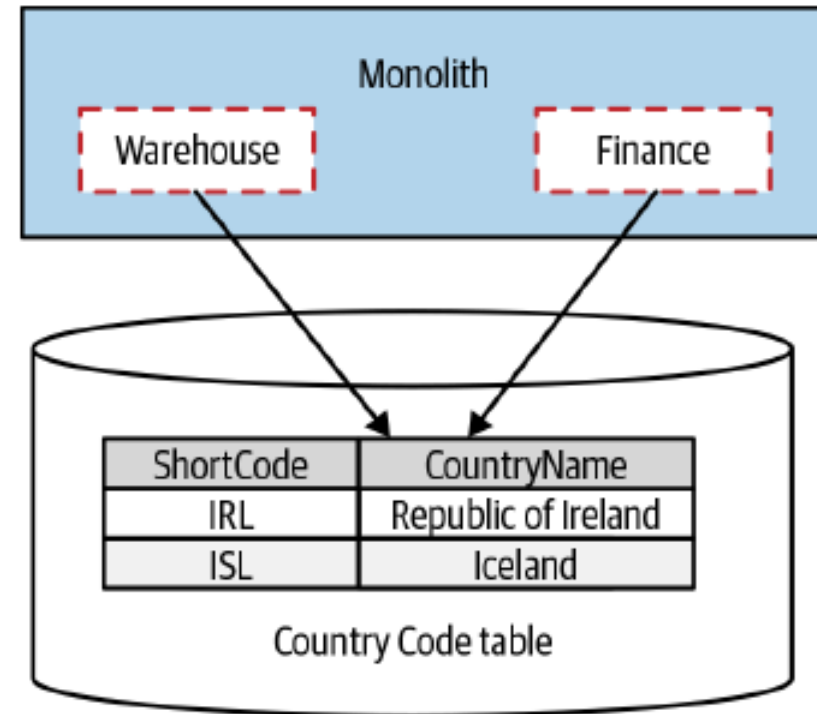 Monolith
Warehouse Finance
ShortCode CountryName
IRL Republic of Ireland
ISL Iceland
Country Code table